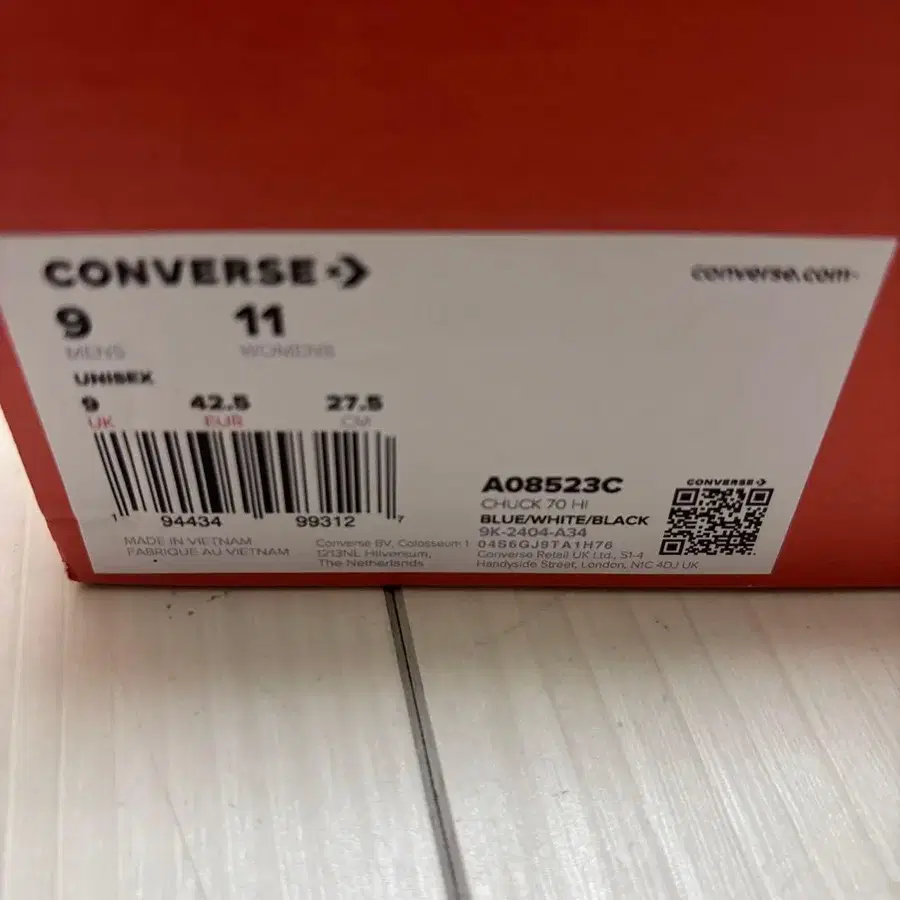 CONVERSE
converse.com
9 11
MENS WOMENS
UNISEX
9 42.5 27.5
UK EUR CM
1 94434 99312 7
MADE IN VIETNAM
FABRIQUE AU VIETNAM
Converse BV, Colosseum 1
1213NL Hilversum,
The Netherlands
A08523C
CHUCK 70 HI
BLUE/WHITE/BLACK
9K-2404-A34
04S6GJ8TA1H76
Converse Retail UK Ltd., S1-4
Handyside Street, London, N1C 4DJ UK
CONVERSE